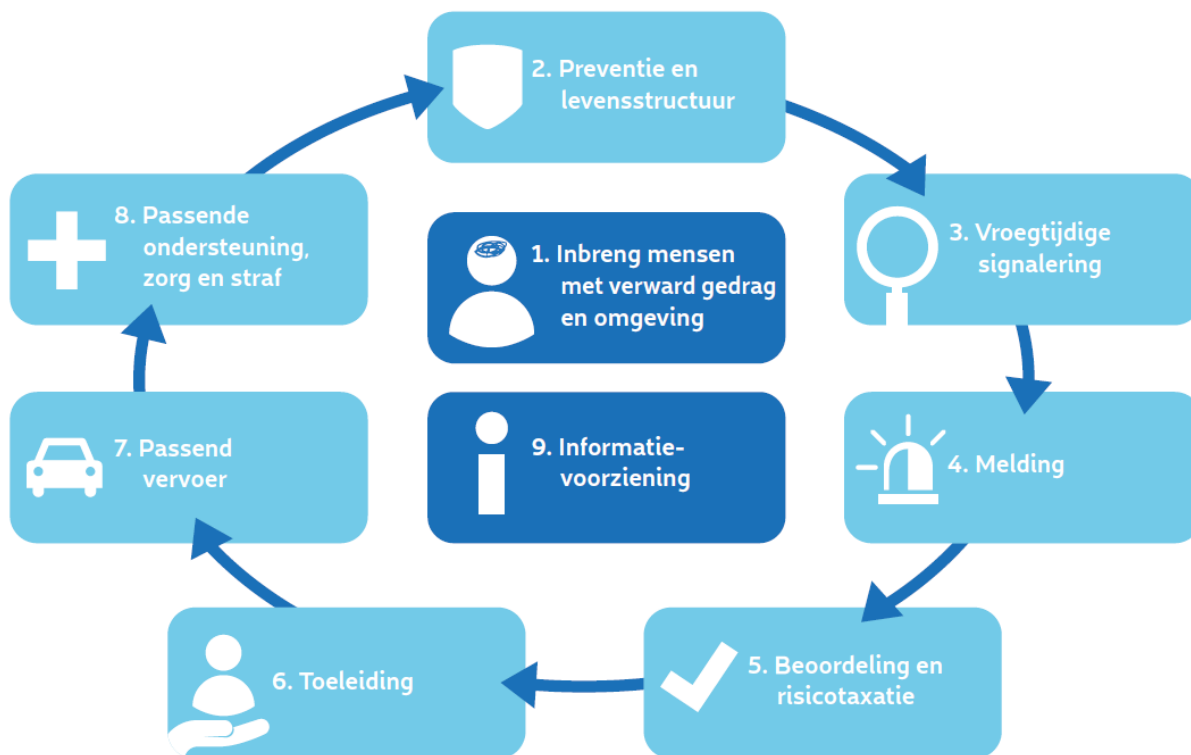 2. Preventie en
levensstructuur
8. Passende
ondersteuning,
zorg en straf
1. Inbreng mensen
met verward gedrag
en omgeving
3. Vroegtijdige
signalering
7. Passend
vervoer
9. Informatie-
voorziening
4. Melding
6. Toeleiding
5. Beoordeling en
risicotaxatie